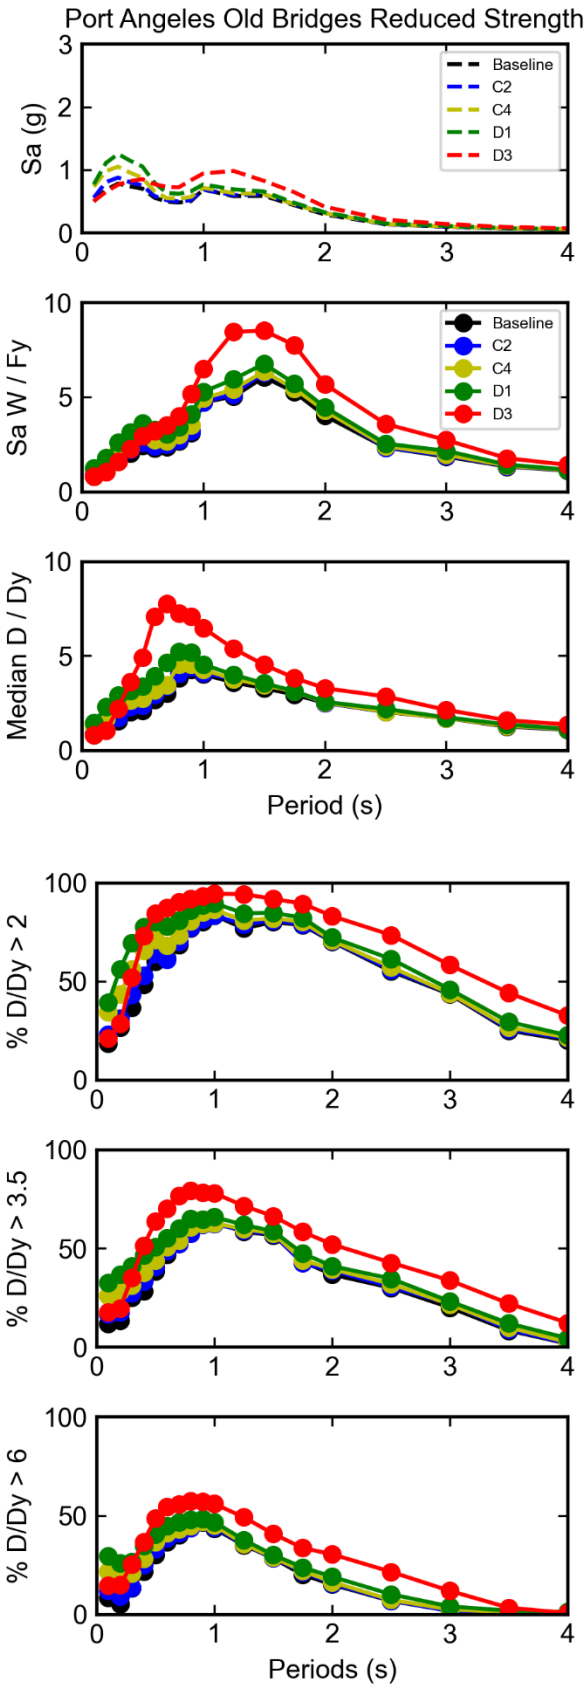 Port Angeles Old Bridges Reduced Strength
Sa (g)
3
2
1
0
0 1 2 3 4
Baseline
C2
C4
D1
D3
Sa W / Fy
10
5
0
0 1 2 3 4
Baseline
C2
C4
D1
D3
Median D / Dy
10
5
0
0 1 2 3 4
Period (s)
% D/Dy > 2
100
50
0
0 1 2 3 4
% D/Dy > 3.5
100
50
0
0 1 2 3 4
% D/Dy > 6
100
50
0
0 1 2 3 4
Periods (s)